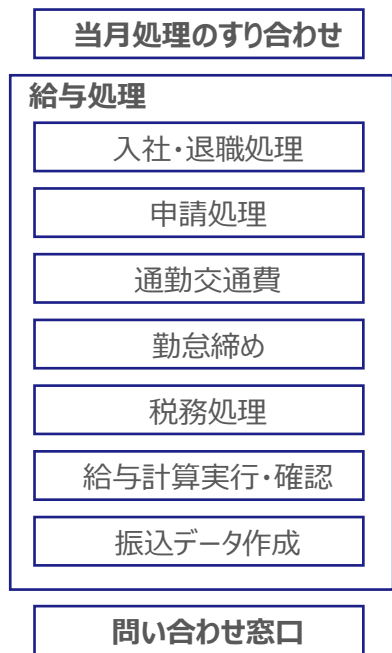 当月処理のすり合わせ
給与処理
入社・退職処理
申請処理
通勤交通費
勤怠締め
税務処理
給与計算実行・確認
振込データ作成
問い合わせ窓口